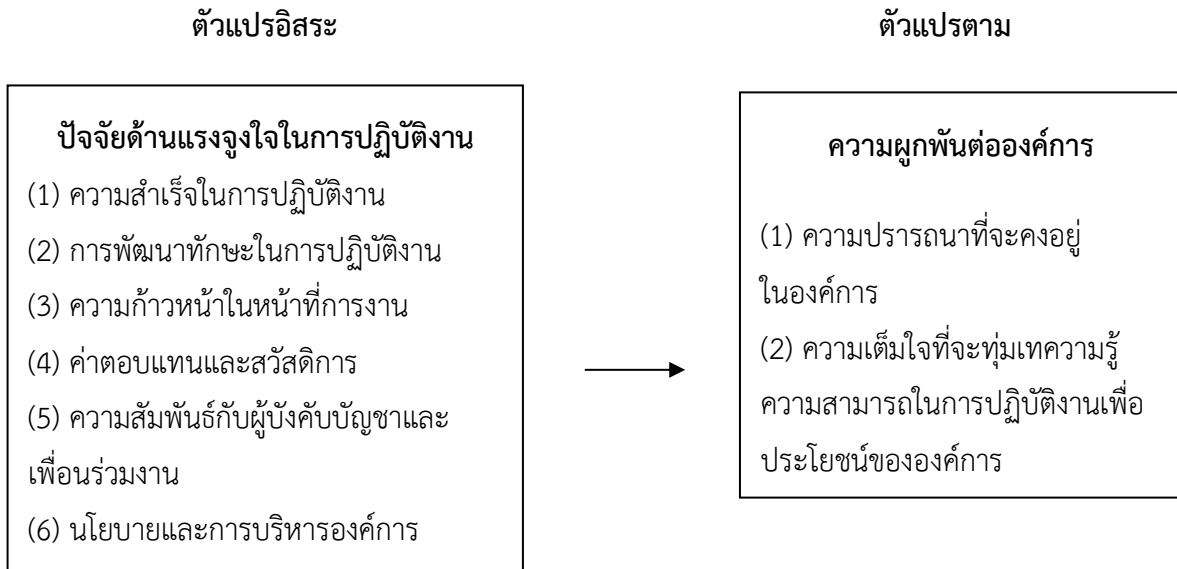 ตัวแปรอิสระ
ตัวแปรตาม
ปัจจัยด้านแรงจูงใจในการปฏิบัติงาน
(1) ความสำเร็จในการปฏิบัติงาน
(2) การพัฒนาทักษะในการปฏิบัติงาน
(3) ความก้าวหน้าในหน้าที่การงาน
(4) ค่าตอบแทนและสวัสดิการ
(5) ความสัมพันธ์กับผู้บังคับบัญชาและ
เพื่อนร่วมงาน
(6) นโยบายและการบริหารองค์การ
ความผูกพันต่อองค์การ
(1) ความปรารถนาที่จะคงอยู่
ในองค์การ
(2) ความเต็มใจที่จะทุ่มเทความรู้
ความสามารถในการปฏิบัติงานเพื่อ
ประโยชน์ขององค์การ